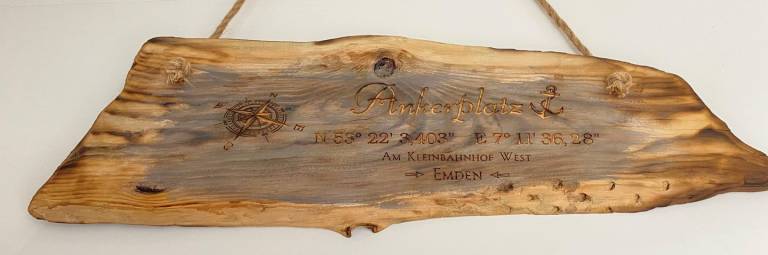 Ankerplatz
N 53° 22' 3,403" E 7° 11' 36,28"
Am Kleinbahnhof West
Emden